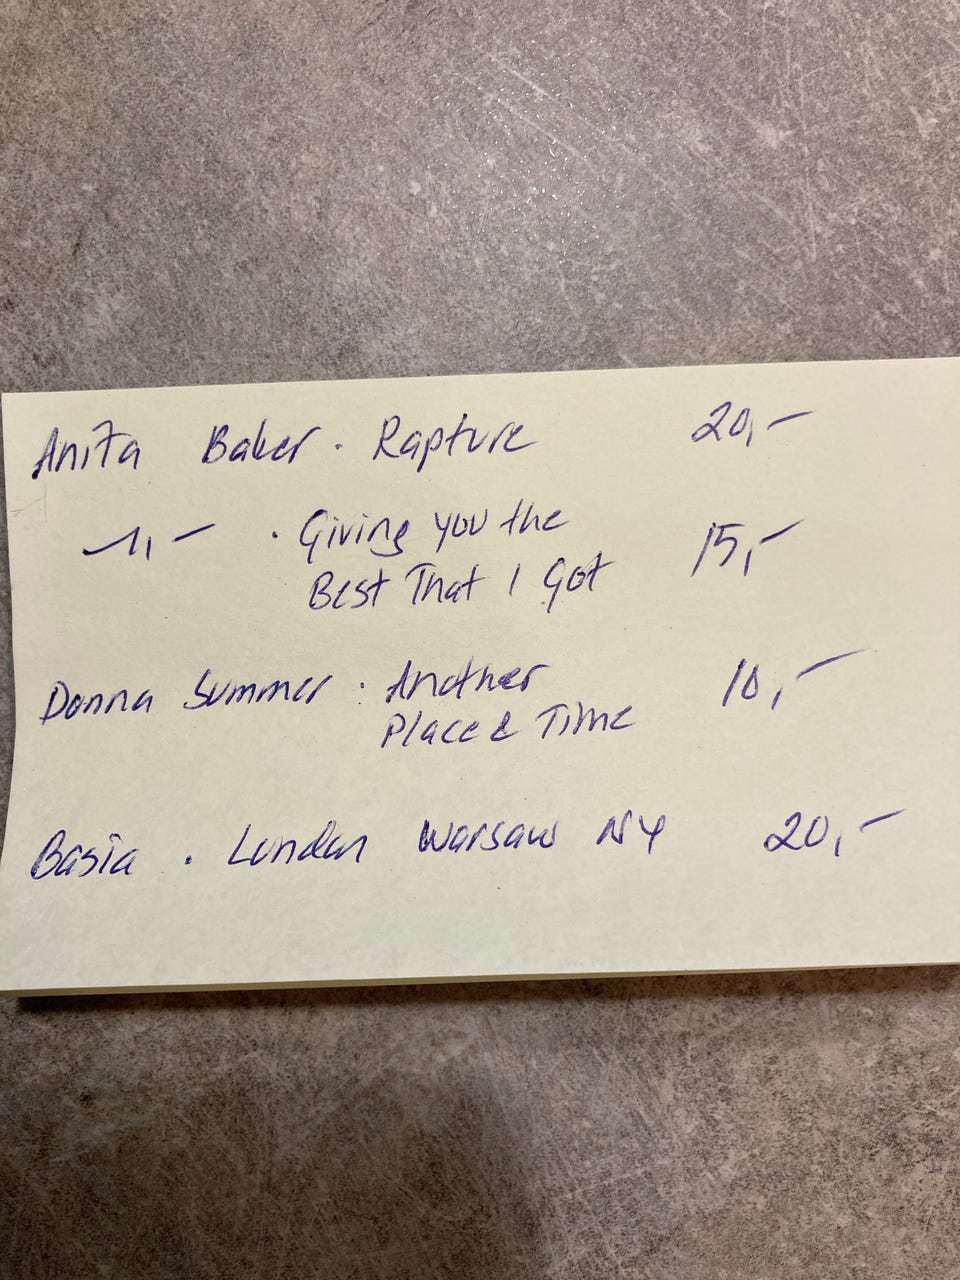 Anita Baker. Rapture 20,-
-"- . Giving you the
Best That I Got 15,-
Donna Summer. Another 10,-
Place & Time
Basia. London Warsaw NY 20,-